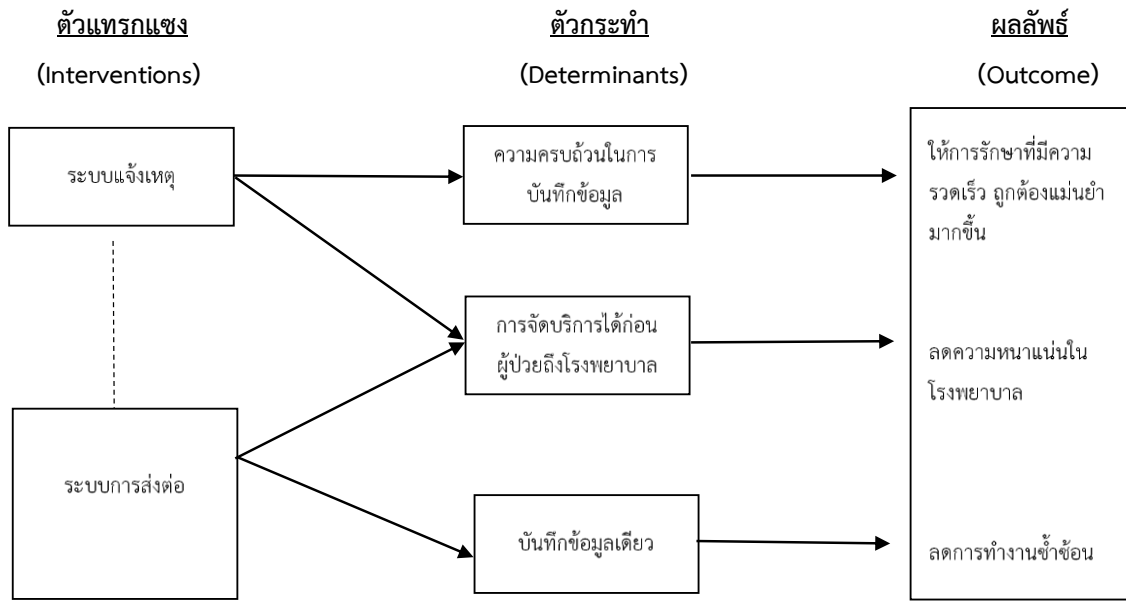 ตัวแทรกแซง
(Interventions)
ตัวกระทำ
(Determinants)
ผลลัพธ์
(Outcome)
ระบบแจ้งเหตุ
ความครบถ้วนในการ
บันทึกข้อมูล
ให้การรักษาที่มีความ
รวดเร็ว ถูกต้องแม่นยำ
มากขึ้น
การจัดบริการได้ก่อน
ผู้ป่วยถึงโรงพยาบาล
ลดความหนาแน่นใน
โรงพยาบาล
ระบบการส่งต่อ
บันทึกข้อมูลเดียว
ลดการทำงานซ้ำซ้อน